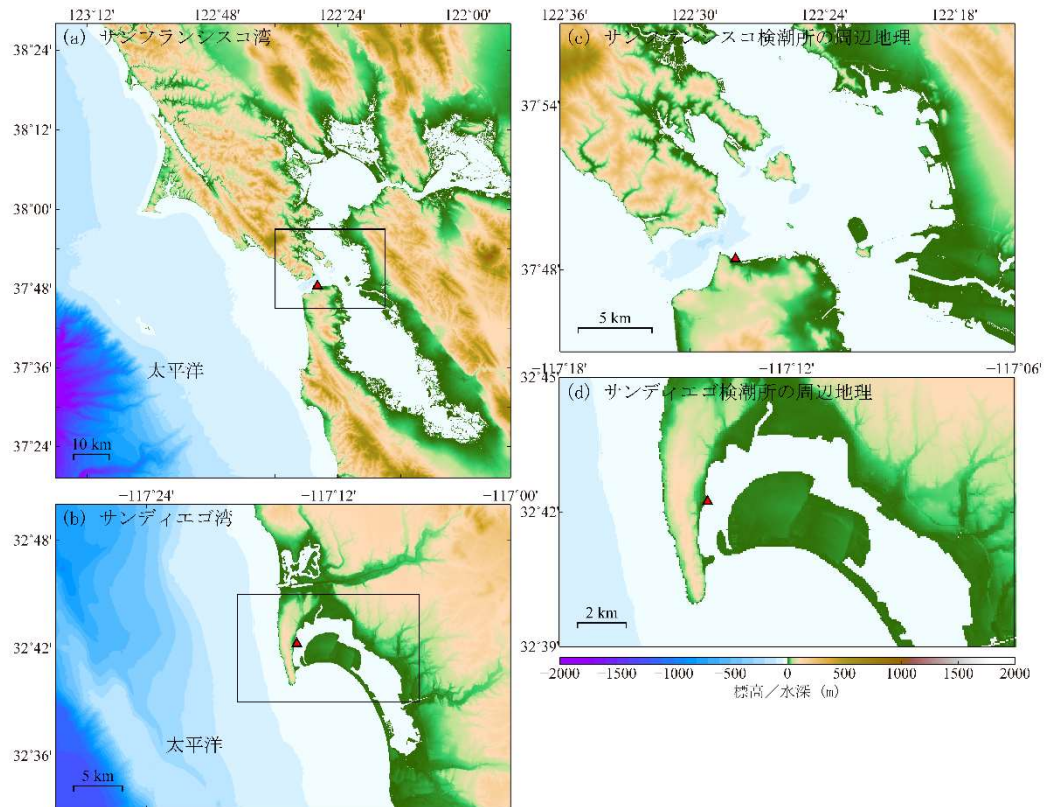 123°12' 122°48' 122°24' 122°00'
(a) サンフランシスコ湾
38°24'
38°12'
38°00'
37°48'
37°36'
37°24'
太平洋
10 km
122°36' 122°30' 122°24' 122°18'
(c) サンフランシスコ検潮所の周辺地理
37°54'
37°48'
5 km
−117°24' −117°12' −117°00'
(b) サンディエゴ湾
32°48'
32°42'
32°36'
太平洋
5 km
−117°18' −117°12' −117°06'
32°45'
(d) サンディエゴ検潮所の周辺地理
32°42'
32°39'
2 km
−2000 −1500 −1000 −500 0 500 1000 1500 2000
標高／水深 (m)